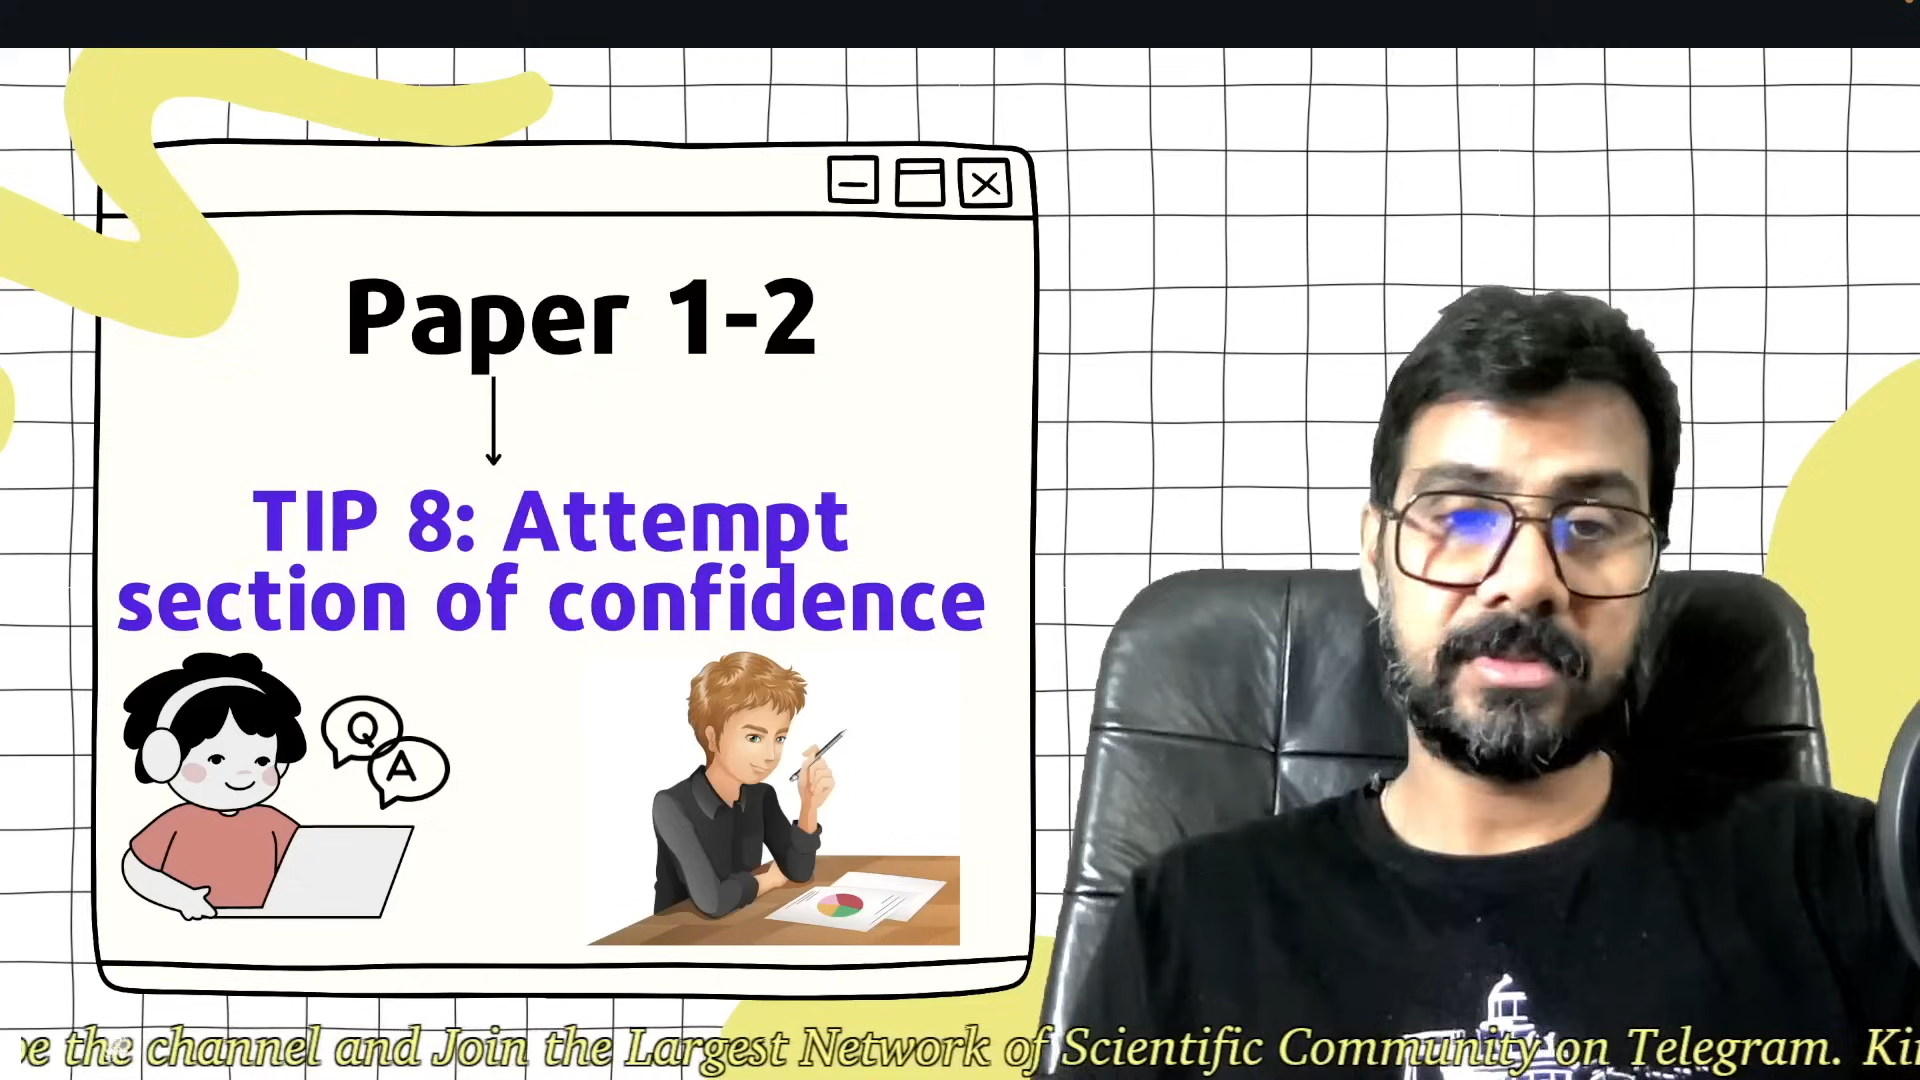 Paper 1-2
TIP 8: Attempt
section of confidence
Q
A
the channel and Join the Largest Network of Scientific Community on Telegram.